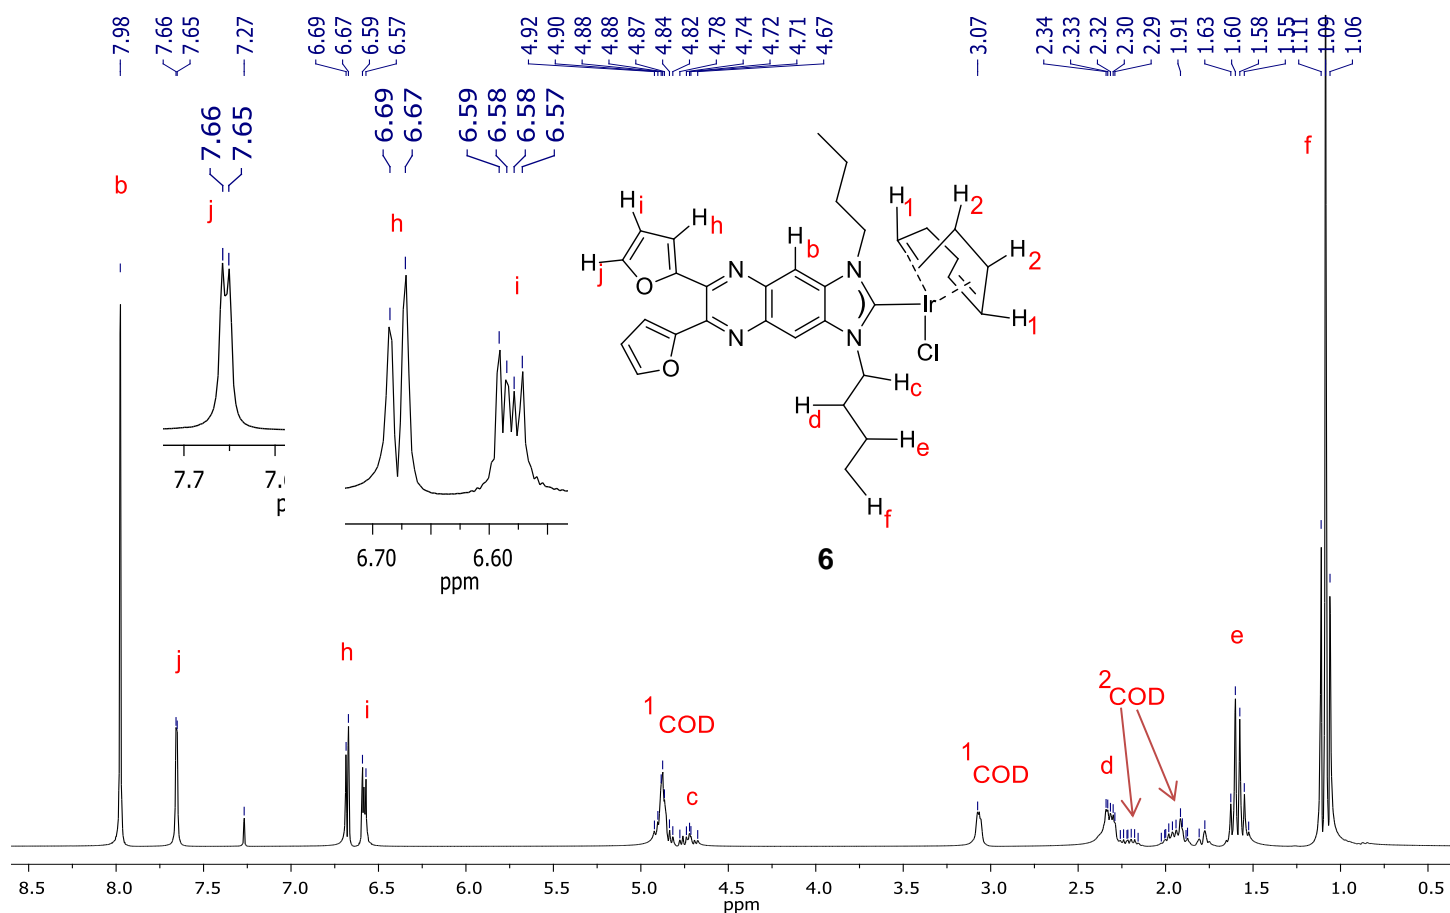 7.98 7.66 7.65 7.27 6.69 6.67 6.59 6.57 4.92 4.90 4.88 4.88 4.87 4.84 4.82 4.78 4.74 4.72 4.71 4.67 3.07 2.34 2.33 2.32 2.30 2.29 1.91 1.63 1.60 1.58 1.55 1.11 1.09 1.06
7.66 7.65
6.69 6.67 6.59 6.58 6.58 6.57
b
j
h
i
f
7.7 7.
p
6.70 6.60
ppm
H i
H h
H j
O
O
N
N
H b
N
N
H 1
H 2
H 2
H 1
Ir
Cl
H c
H d
H e
H f
6
j
h
i
1 COD
c
1 COD
d
2 COD
e
8.5 8.0 7.5 7.0 6.5 6.0 5.5 5.0 4.5 4.0 3.5 3.0 2.5 2.0 1.5 1.0 0.5
ppm